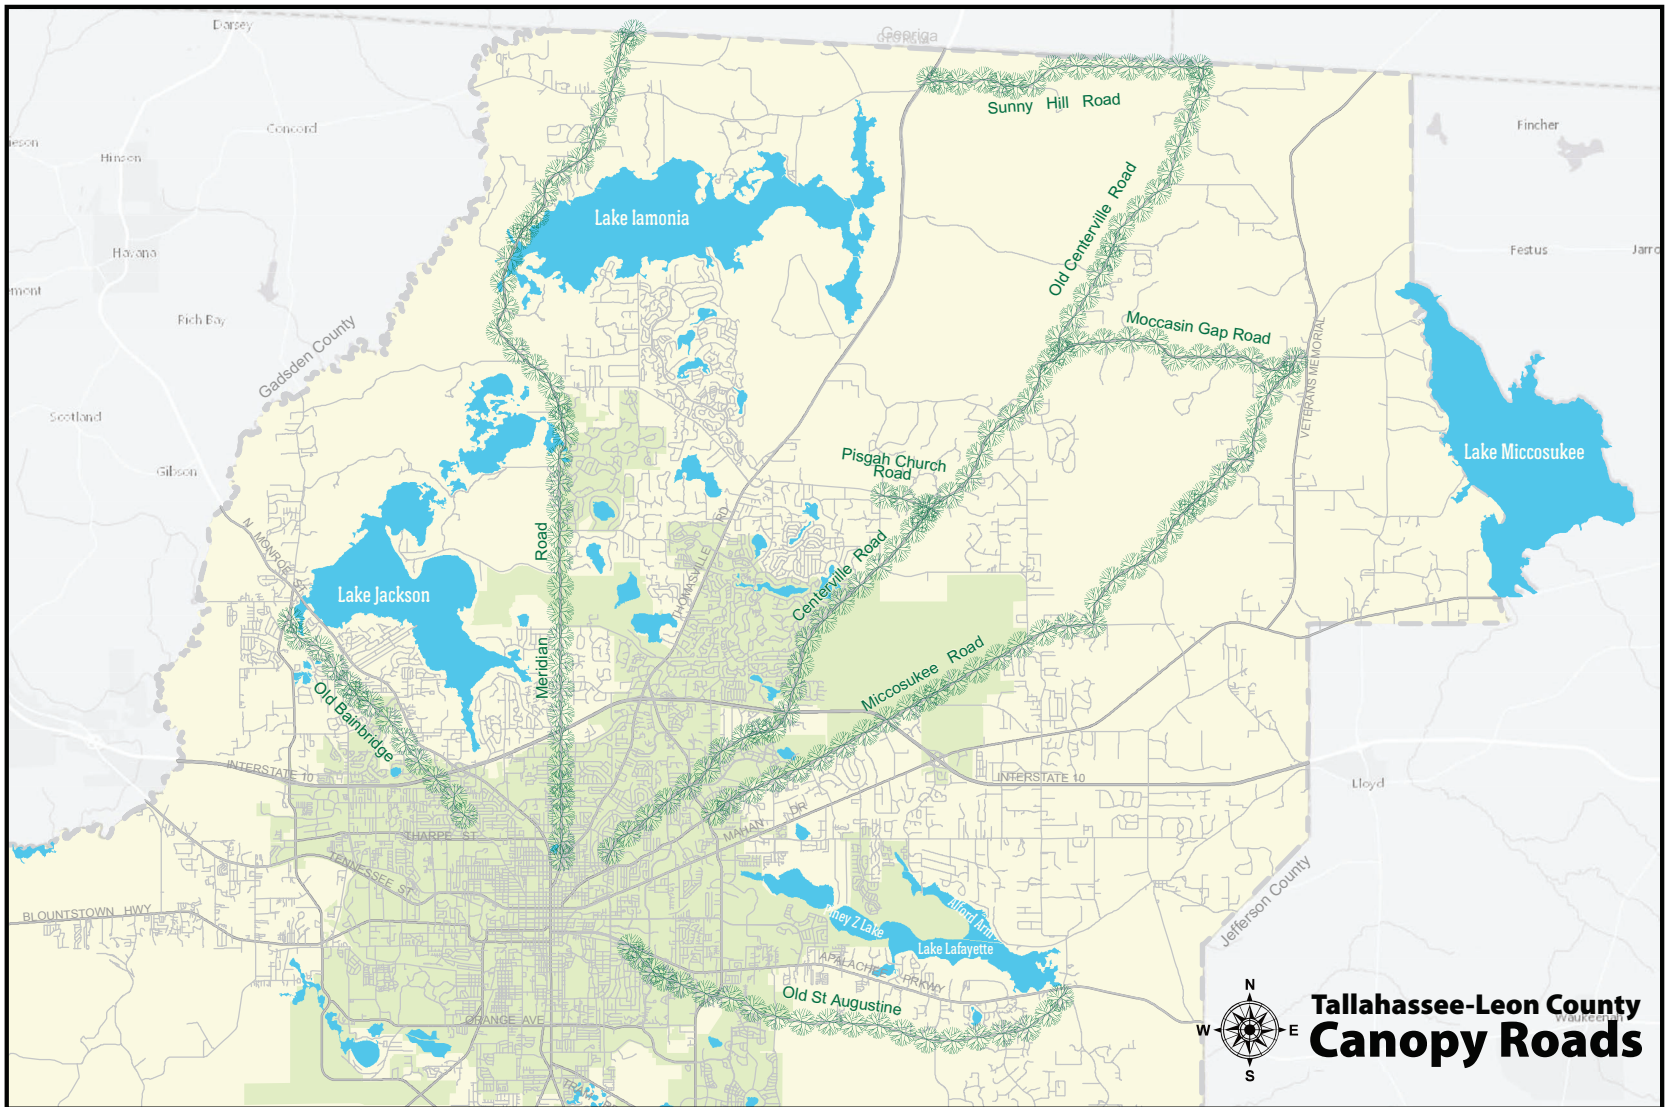 Darsey
Georgia
Concord
Hinson
Havana
Rich Bay
Gadsden County
Scotland
Gibson
Fincher
Festus
Sunny Hill Road
Old Centerville Road
Lake Iamonia
Moccasin Gap Road
VETERANS MEMORIAL
Lake Miccosukee
Pisgah Church
Road
Centerville Road
THOMASVILLE RD
Meridian Road
N MONROE ST
Lake Jackson
Old Bainbridge
Miccosukee Road
INTERSTATE 10
INTERSTATE 10
Lloyd
THARPE ST
MAHAN DR
TENNESSEE ST
BLOUNTSTOWN HWY
Piney Z Lake
Alford Arm
Lake Lafayette
Jefferson County
APALACHEE PRKWY
Old St Augustine
ORANGE AVE
N
W E
S
Tallahassee-Leon County
Canopy Roads